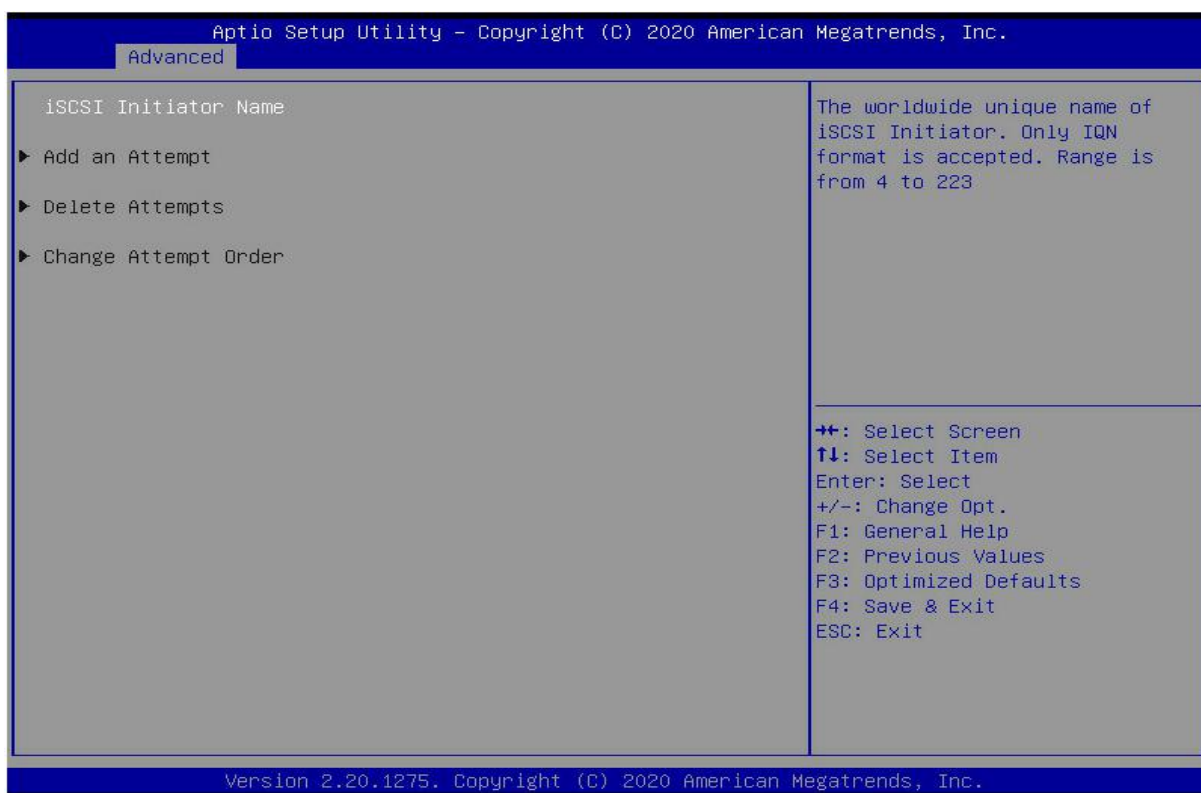 Aptio Setup Utility – Copyright (C) 2020 American Megatrends, Inc.
Advanced
iSCSI Initiator Name
▶ Add an Attempt
▶ Delete Attempts
▶ Change Attempt Order
The worldwide unique name of
iSCSI Initiator. Only IQN
format is accepted. Range is
from 4 to 223
→←: Select Screen
↑↓: Select Item
Enter: Select
+/-: Change Opt.
F1: General Help
F2: Previous Values
F3: Optimized Defaults
F4: Save & Exit
ESC: Exit
Version 2.20.1275. Copyright (C) 2020 American Megatrends, Inc.